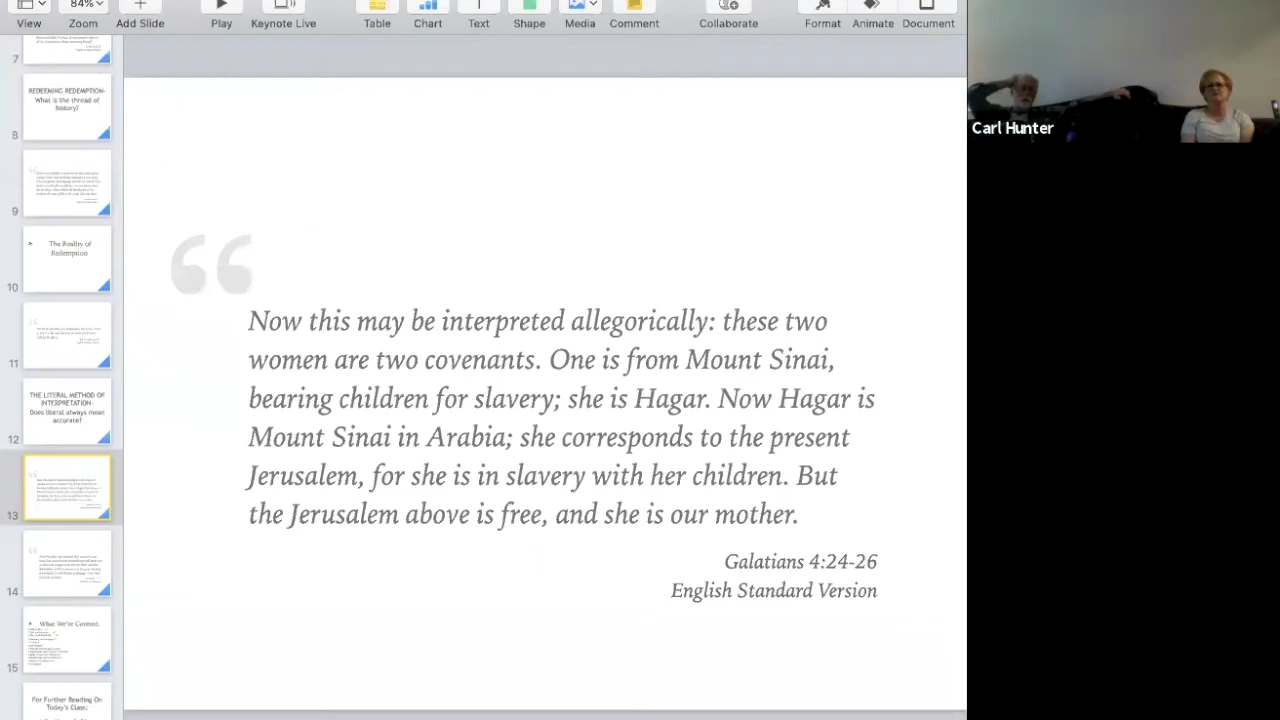 84%
View
Zoom
Add Slide
Play
Keynote Live
Table
Chart
Text
Shape
Media
Comment
Collaborate
Format
Animate
Document
7
REDEEMING REDEMPTION-
What is the thread of
history?
8
9
The Reality of
Redemption
10
11
THE LITERAL METHOD OF
INTERPRETATION-
Does literal always mean
accurate?
12
13
14
What We've Covered.
15
For Further Reading On
Today's Class:
“
Now this may be interpreted allegorically: these two
women are two covenants. One is from Mount Sinai,
bearing children for slavery; she is Hagar. Now Hagar is
Mount Sinai in Arabia; she corresponds to the present
Jerusalem, for she is in slavery with her children. But
the Jerusalem above is free, and she is our mother.
Galatians 4:24-26
English Standard Version
Carl Hunter